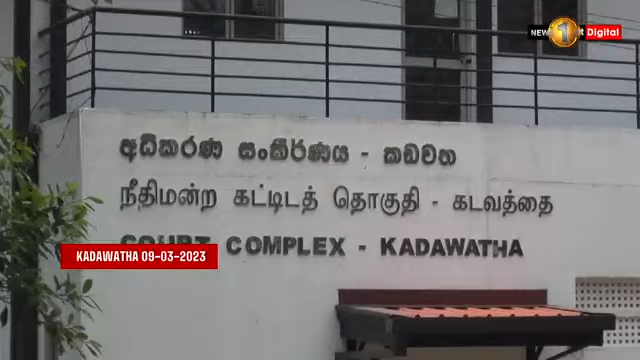 NEWS 1st Digital
අධිකරණ සංකීර්ණය - කඩවත
நீதிமன்ற கட்டிடத் தொகுதி - கடவத்தை
COURT COMPLEX - KADAWATHA
KADAWATHA 09-03-2023